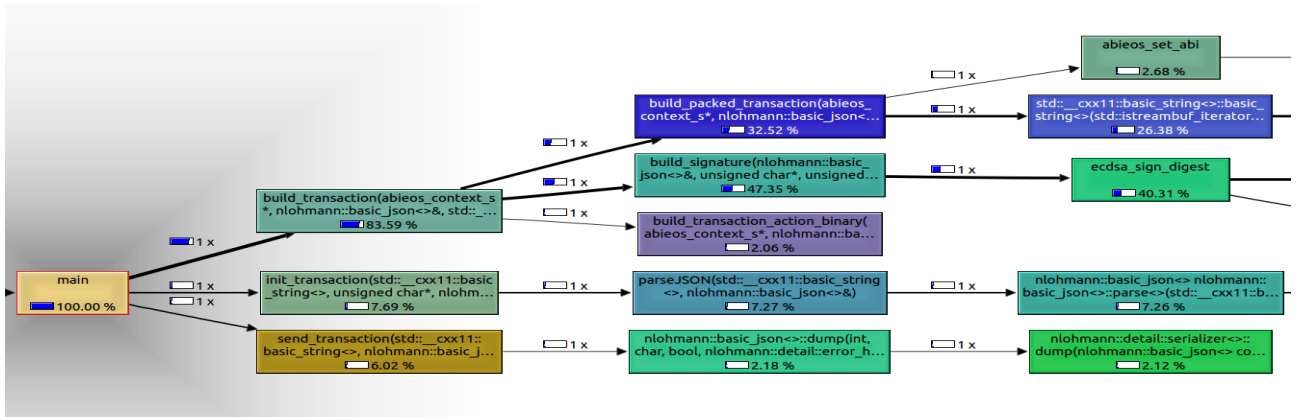 abieos_set_abi
2.68 %
1 x
build_packed_transaction(abieos_
context_s*, nlohmann::basic_json<...
32.52 %
1 x
std::__cxx11::basic_string<>::basic_
string<>(std::istreambuf_iterator...
26.38 %
1 x
build_signature(nlohmann::basic_
json<>&, unsigned char*, unsigned...
47.35 %
1 x
ecdsa_sign_digest
40.31 %
1 x
build_transaction(abieos_context_s
*, nlohmann::basic_json<>&, std::_...
83.59 %
1 x
build_transaction_action_binary(
abieos_context_s*, nlohmann::ba...
2.06 %
1 x
main
100.00 %
1 x
init_transaction(std::__cxx11::basic
_string<>, unsigned char*, nlohm...
7.69 %
1 x
parseJSON(std::__cxx11::basic_string
<>, nlohmann::basic_json<>&)
7.27 %
1 x
nlohmann::basic_json<> nlohmann::
basic_json<>::parse<>(std::__cxx11::b...
7.26 %
1 x
send_transaction(std::__cxx11::
basic_string<>, nlohmann::basic_j...
6.02 %
1 x
nlohmann::basic_json<>::dump(int,
char, bool, nlohmann::detail::error_h...
2.18 %
1 x
nlohmann::detail::serializer<>::
dump(nlohmann::basic_json<> co...
2.12 %